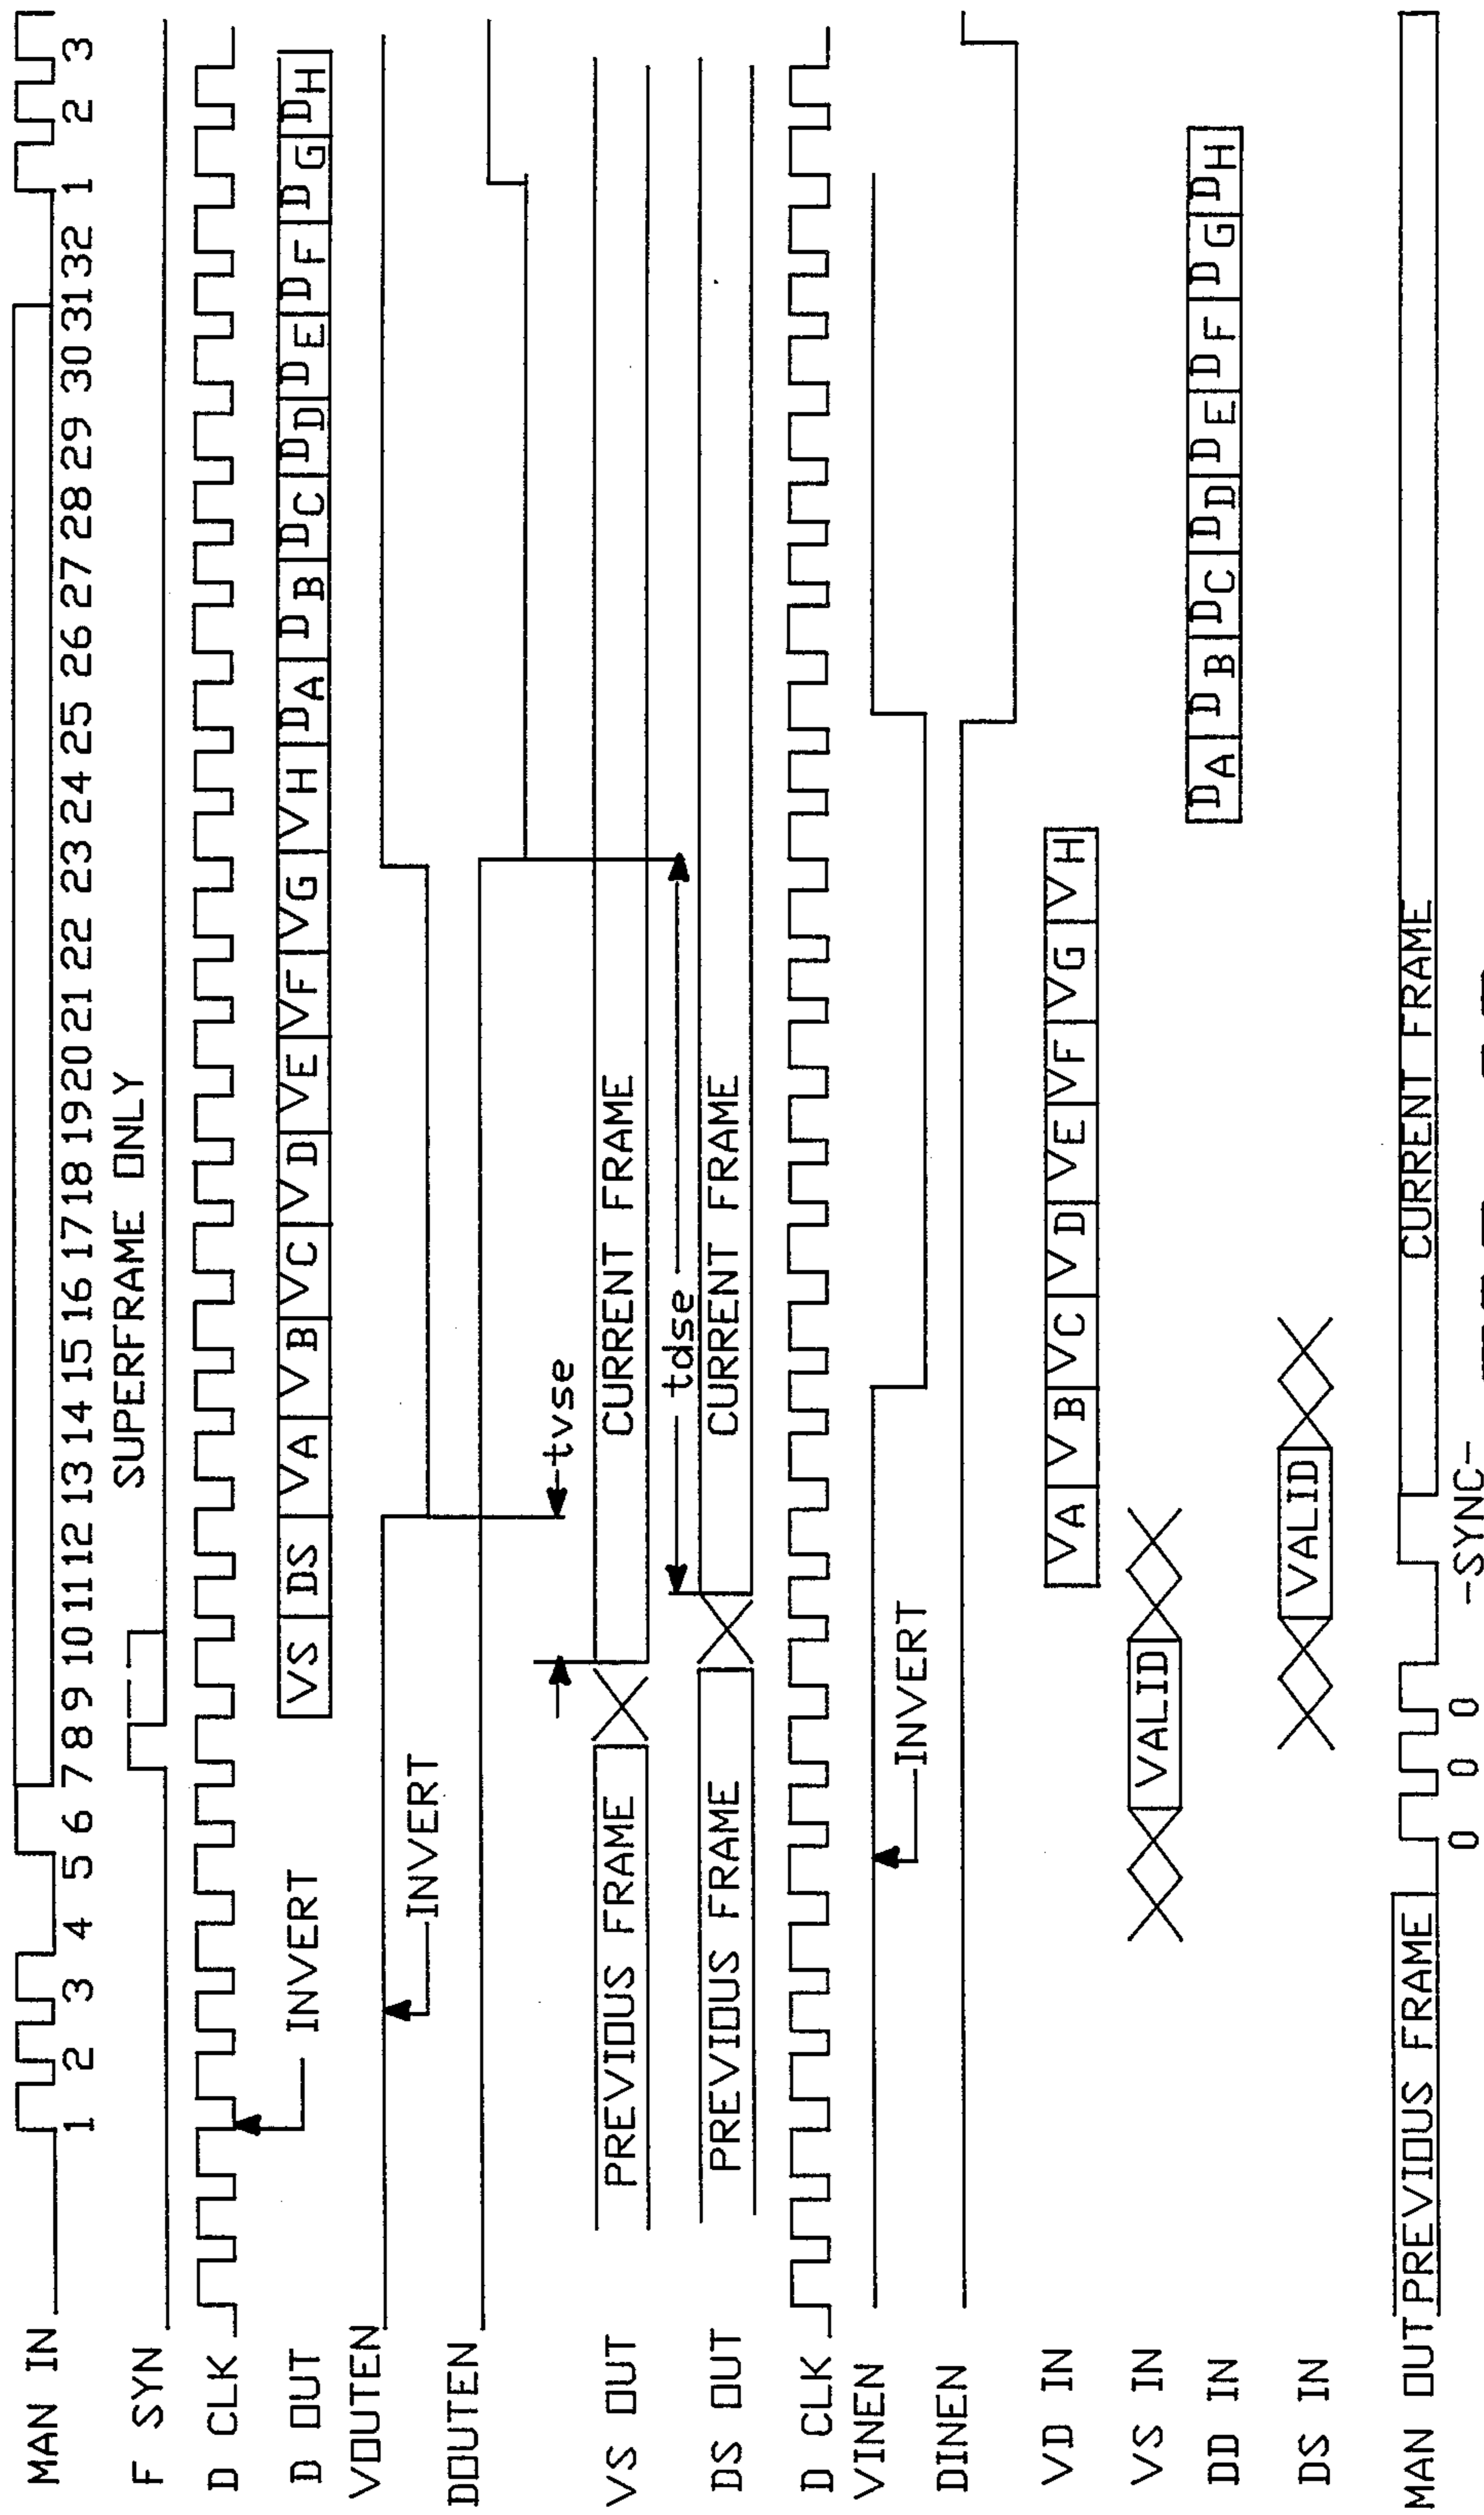 MAN IN
1 2 3 4 5 6 7 8 9 10 11 12 13 14 15 16 17 18 19 20 21 22 23 24 25 26 27 28 29 30 31 32 1 2 3
F SYN
SUPERFRAME ONLY
D CLK
INVERT
D OUT
VS DS VA VB VC VD VE VF VG VH DA DB DC DD DE DF DG DH
VOUTEN
INVERT
DOUTEN
tvse
VS OUT
PREVIOUS FRAME
CURRENT FRAME
tdse
DS OUT
PREVIOUS FRAME
CURRENT FRAME
D CLK
VINEN
INVERT
DINEN
VD IN
VA VB VC VD VE VF VG VH
VS IN
VALID
DD IN
DA DB DC DD DE DF DG DH
DS IN
VALID
MAN OUT
PREVIOUS FRAME
CURRENT FRAME
0 0 0 -SYNC-